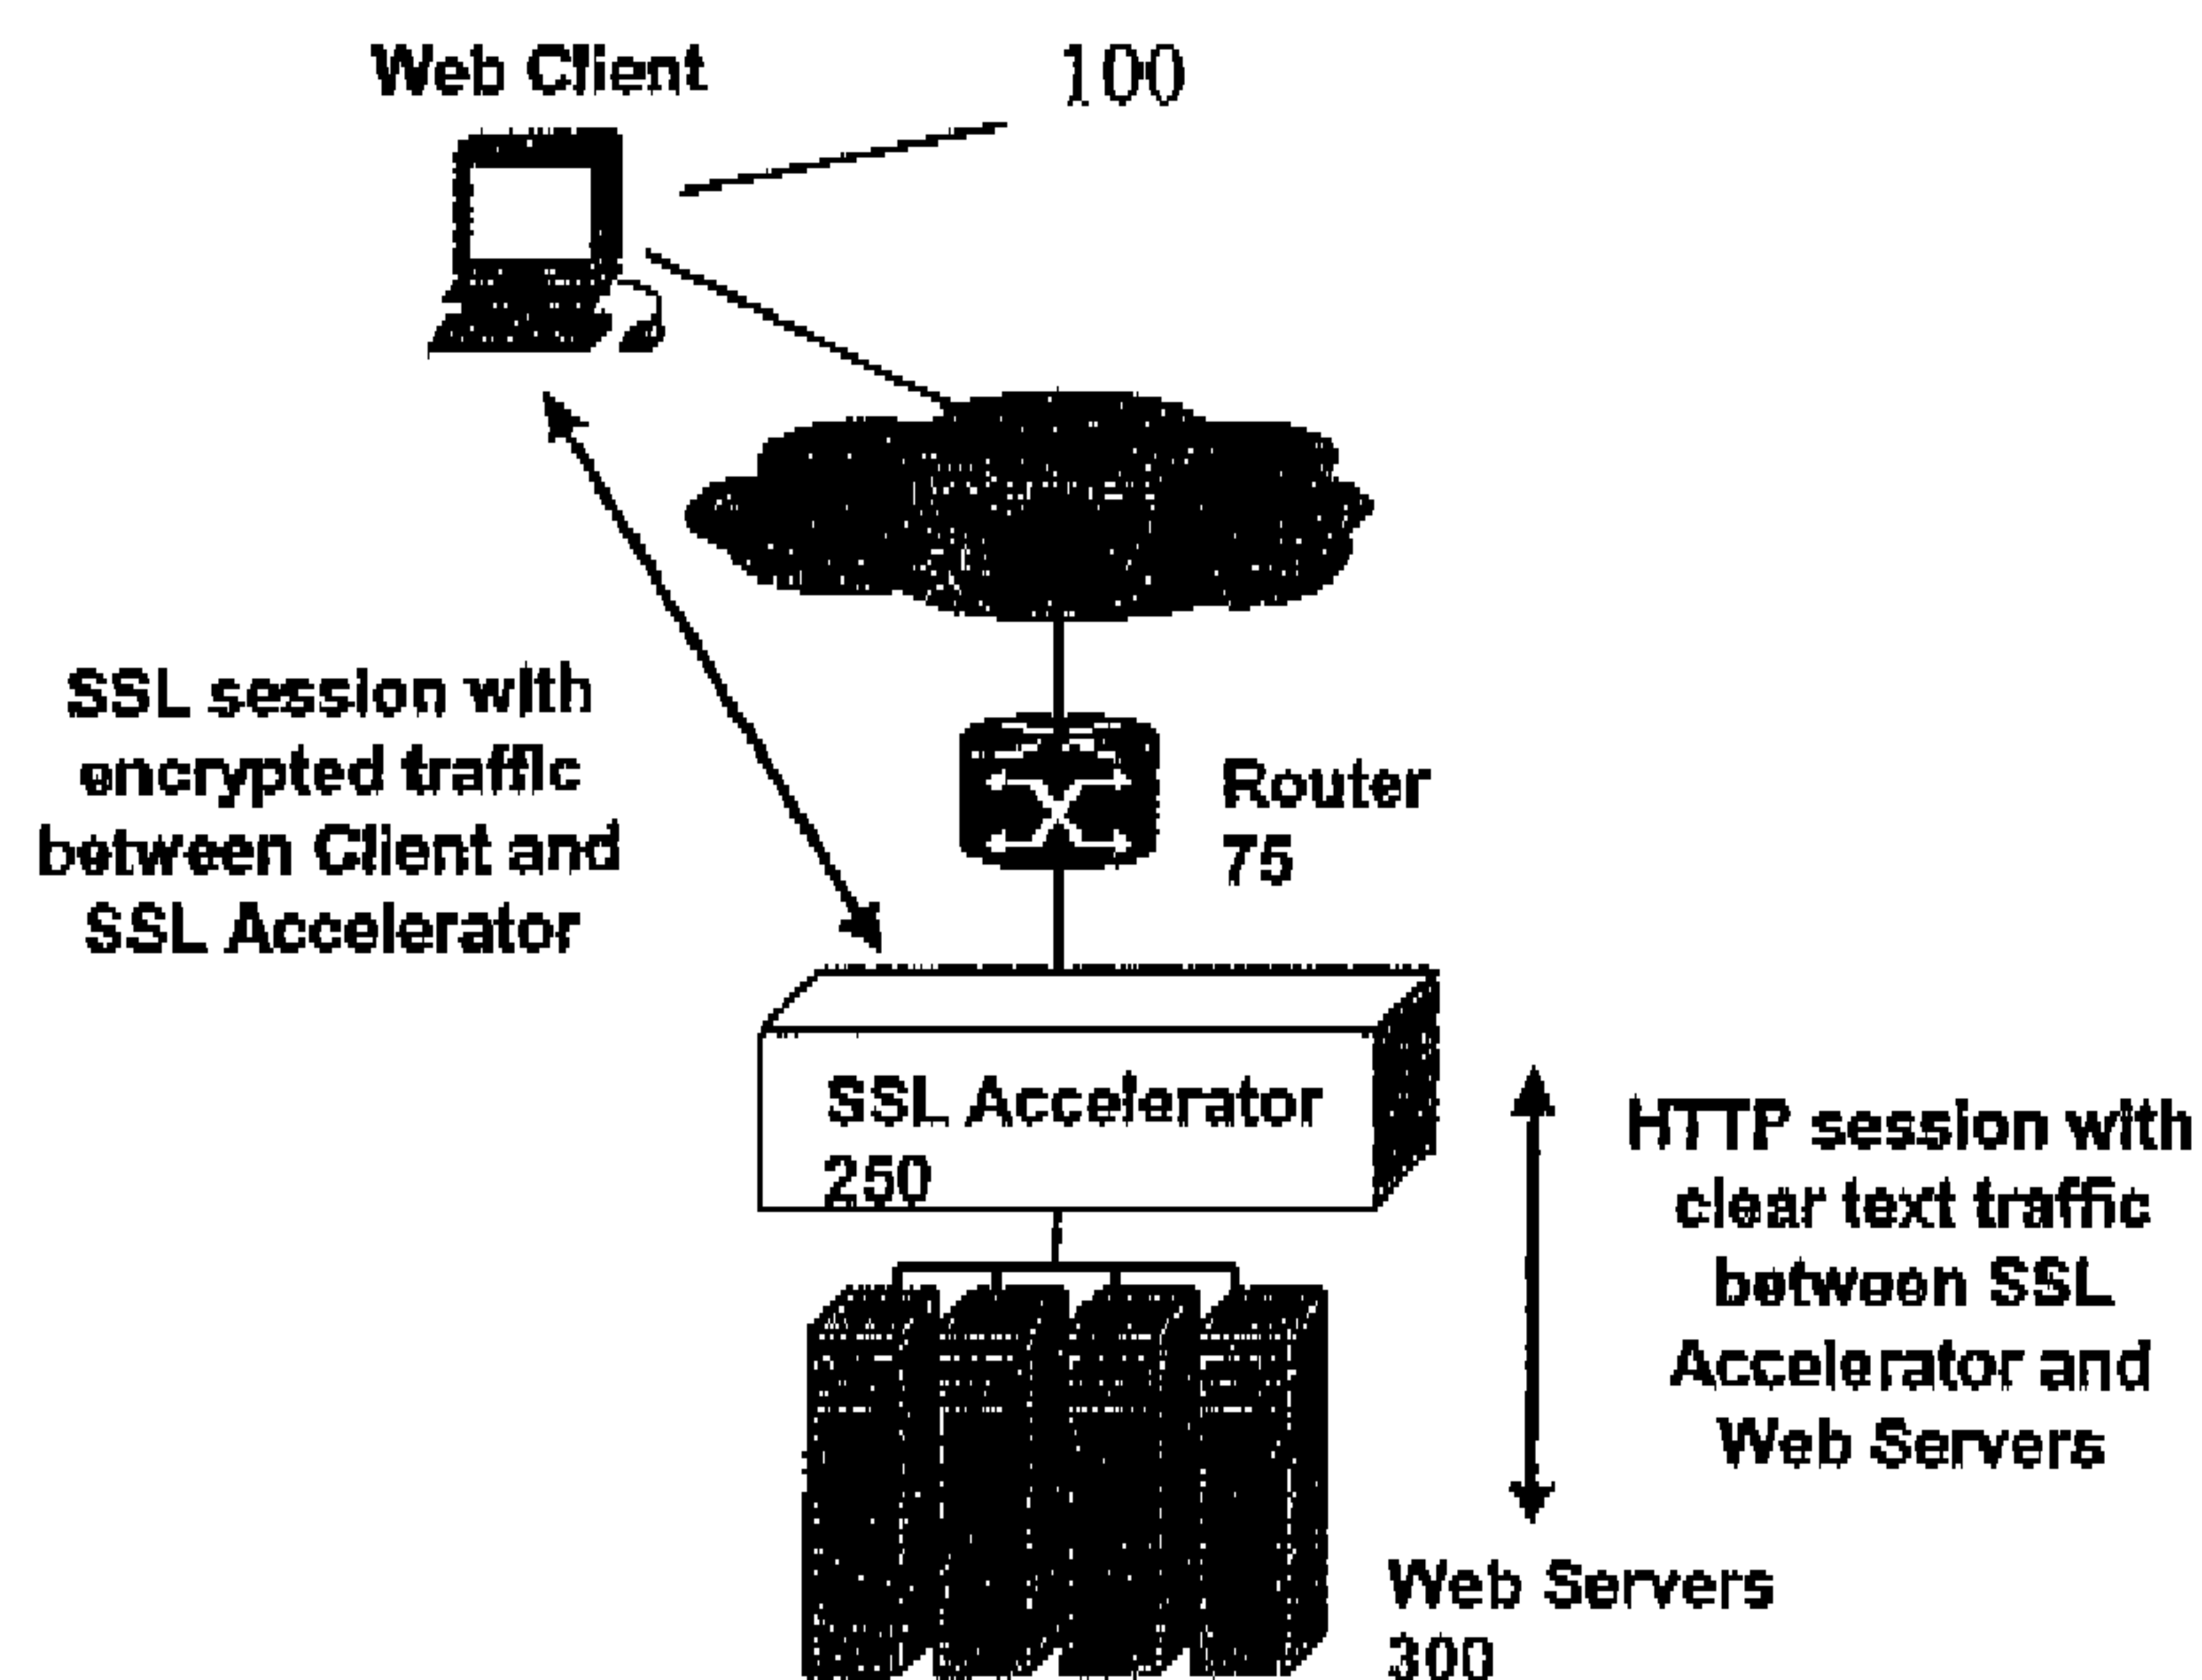 Web Client
100
SSL session with
encrypted traffic
between Client and
SSL Accelerator
Router
75
SSL Accelerator
250
HTTP session with
clear text traffic
between SSL
Accelerator and
Web Servers
Web Servers
300